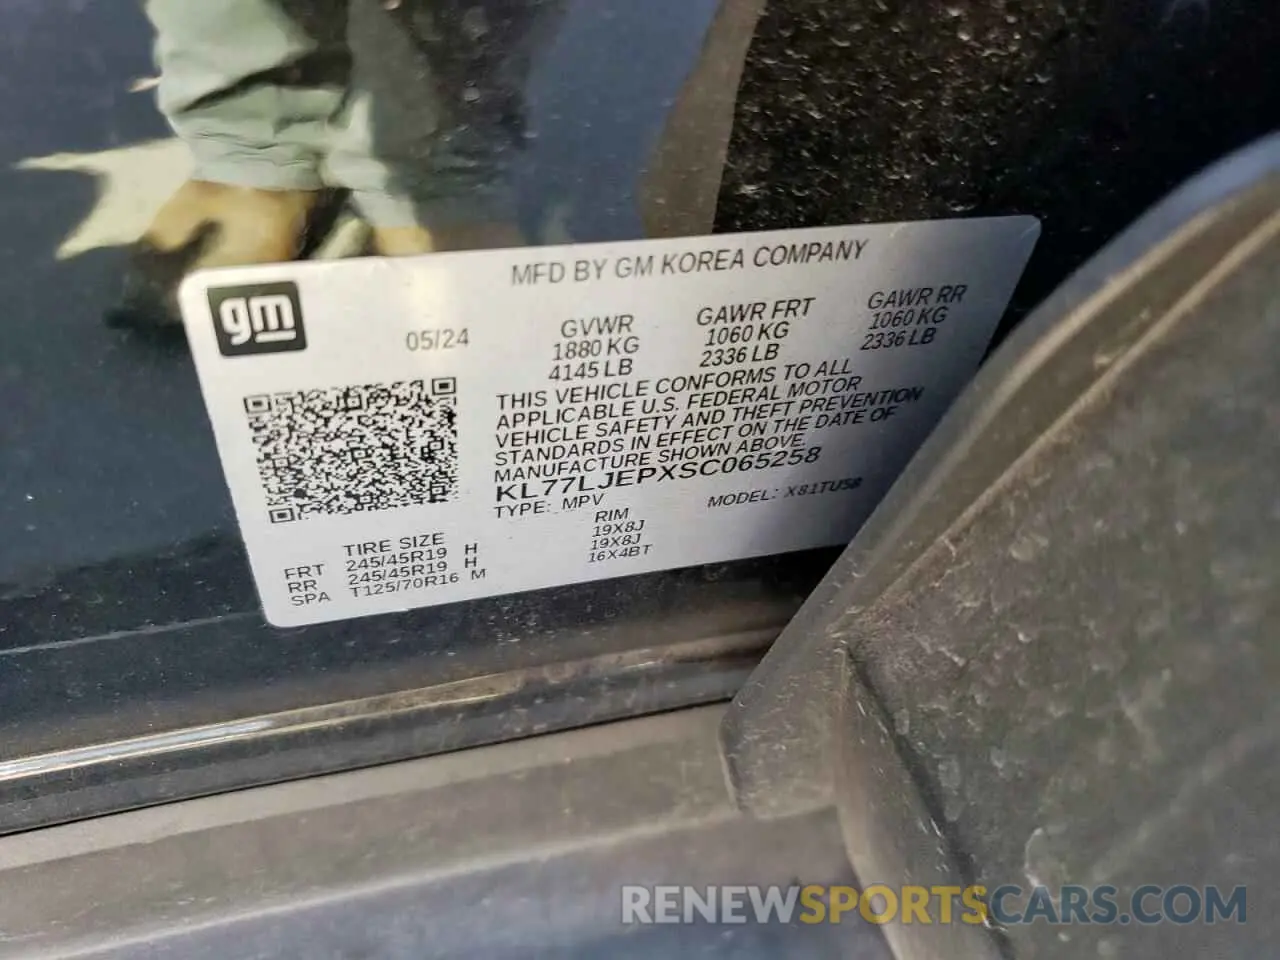 MFD BY GM KOREA COMPANY
gm
05/24
GVWR
1880 KG
4145 LB
GAWR FRT
1060 KG
2336 LB
GAWR RR
1060 KG
2336 LB
THIS VEHICLE CONFORMS TO ALL
APPLICABLE U.S. FEDERAL MOTOR
VEHICLE SAFETY AND THEFT PREVENTION
STANDARDS IN EFFECT ON THE DATE OF
MANUFACTURE SHOWN ABOVE.
KL77LJEPXSC065258
TYPE: MPV
MODEL: X81TU58
TIRE SIZE
RIM
FRT 245/45R19 H 19X8J
RR 245/45R19 H 19X8J
SPA T125/70R16 M 16X4BT
RENEWSPORTSCARS.COM